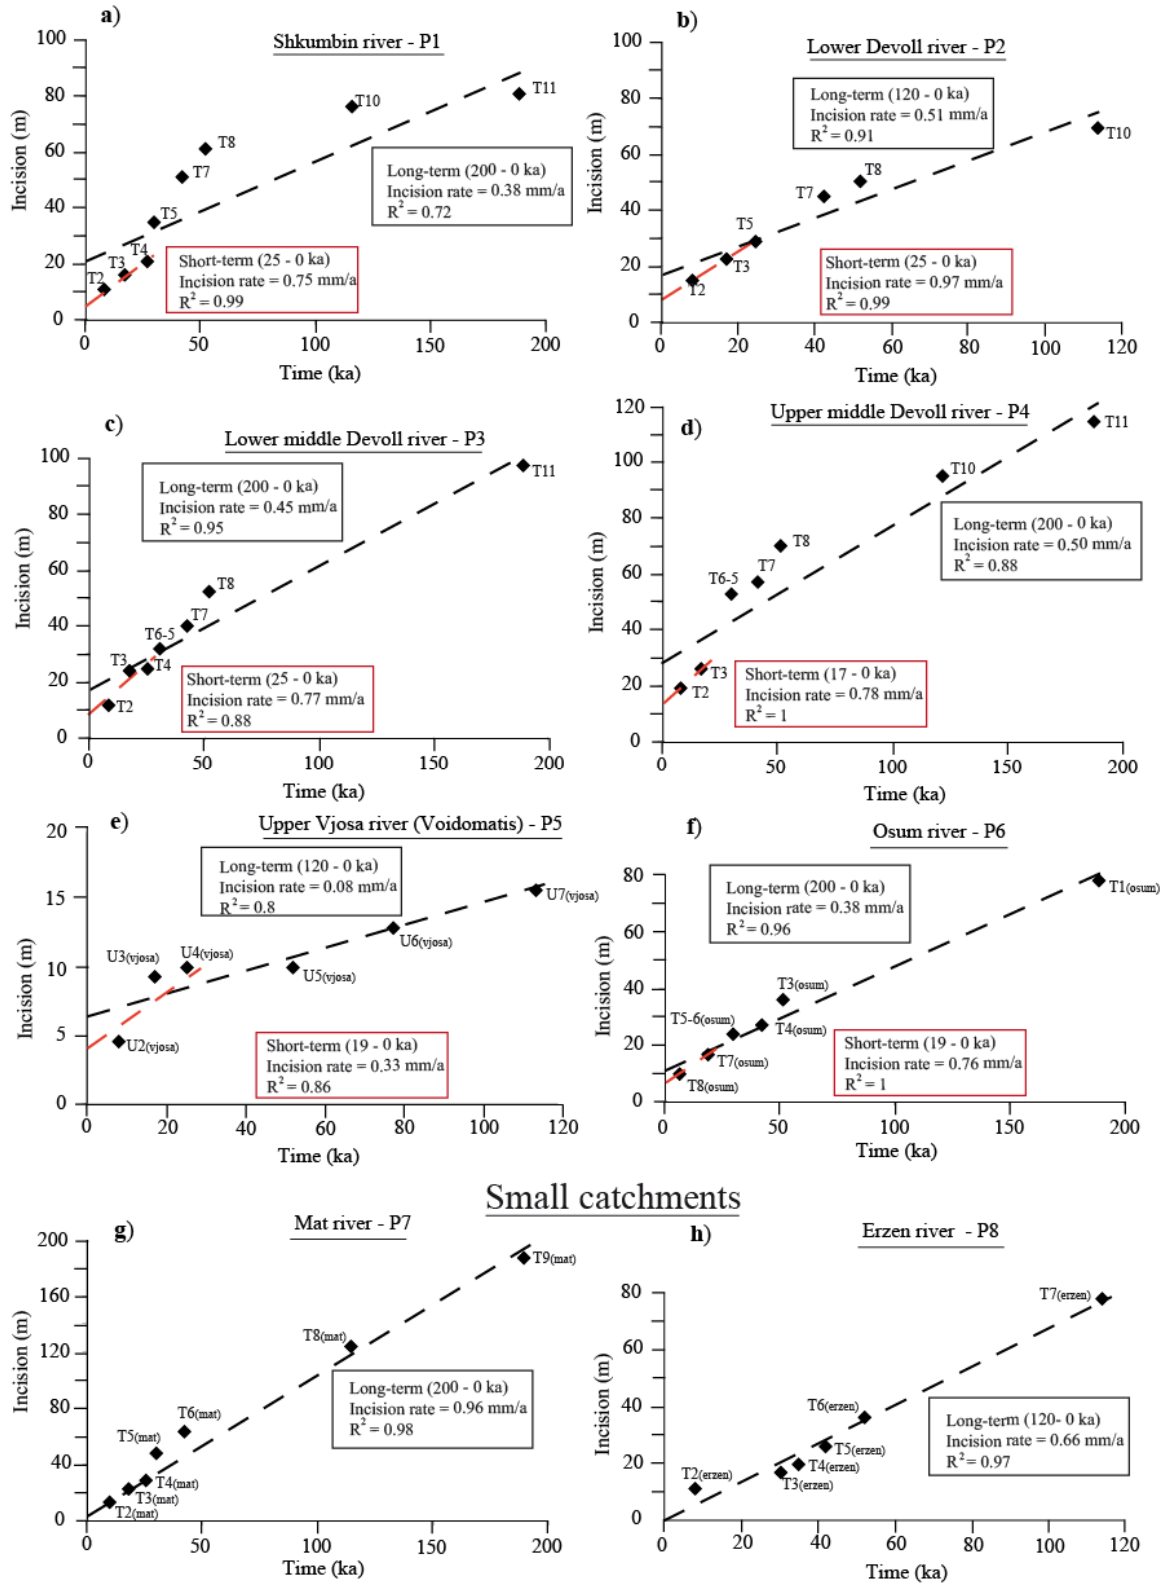 a)
Shkumbin river - P1
100
80
60
40
20
0
Incision (m)
T2
T3
T4
T5
T7
T8
T10
T11
Long-term (200 - 0 ka)
Incision rate = 0.38 mm/a
R² = 0.72
Short-term (25 - 0 ka)
Incision rate = 0.75 mm/a
R² = 0.99
0 50 100 150 200
Time (ka)
b)
Lower Devoll river - P2
100
80
60
40
20
0
Incision (m)
Long-term (120 - 0 ka)
Incision rate = 0.51 mm/a
R² = 0.91
T2
T3
T5
T7
T8
T10
Short-term (25 - 0 ka)
Incision rate = 0.97 mm/a
R² = 0.99
0 20 40 60 80 100 120
Time (ka)
c)
Lower middle Devoll river - P3
100
80
60
40
20
0
Incision (m)
Long-term (200 - 0 ka)
Incision rate = 0.45 mm/a
R² = 0.95
T2
T3
T4
T6-5
T7
T8
T11
Short-term (25 - 0 ka)
Incision rate = 0.77 mm/a
R² = 0.88
0 50 100 150 200
Time (ka)
d)
Upper middle Devoll river - P4
120
100
80
60
40
20
0
Incision (m)
T2
T3
T6-5
T7
T8
T10
T11
Long-term (200 - 0 ka)
Incision rate = 0.50 mm/a
R² = 0.88
Short-term (17 - 0 ka)
Incision rate = 0.78 mm/a
R² = 1
0 50 100 150 200
Time (ka)
e)
Upper Vjosa river (Voidomatis) - P5
20
15
10
5
0
Incision (m)
Long-term (120 - 0 ka)
Incision rate = 0.08 mm/a
R² = 0.8
U2(vjosa)
U3(vjosa)
U4(vjosa)
U5(vjosa)
U6(vjosa)
U7(vjosa)
Short-term (19 - 0 ka)
Incision rate = 0.33 mm/a
R² = 0.86
0 20 40 60 80 100 120
Time (ka)
f)
Osum river - P6
80
60
40
20
0
Incision (m)
Long-term (200 - 0 ka)
Incision rate = 0.38 mm/a
R² = 0.96
T1(osum)
T3(osum)
T5-6(osum)
T4(osum)
T7(osum)
T8(osum)
Short-term (19 - 0 ka)
Incision rate = 0.76 mm/a
R² = 1
0 50 100 150 200
Time (ka)
Small catchments
g)
Mat river - P7
200
160
120
80
40
0
Incision (m)
T9(mat)
T8(mat)
T6(mat)
T5(mat)
T4(mat)
T3(mat)
T2(mat)
Long-term (200 - 0 ka)
Incision rate = 0.96 mm/a
R² = 0.98
0 50 100 150 200
Time (ka)
h)
Erzen river - P8
80
60
40
20
0
Incision (m)
T7(erzen)
T6(erzen)
T5(erzen)
T4(erzen)
T3(erzen)
T2(erzen)
Long-term (120- 0 ka)
Incision rate = 0.66 mm/a
R² = 0.97
0 20 40 60 80 100 120
Time (ka)